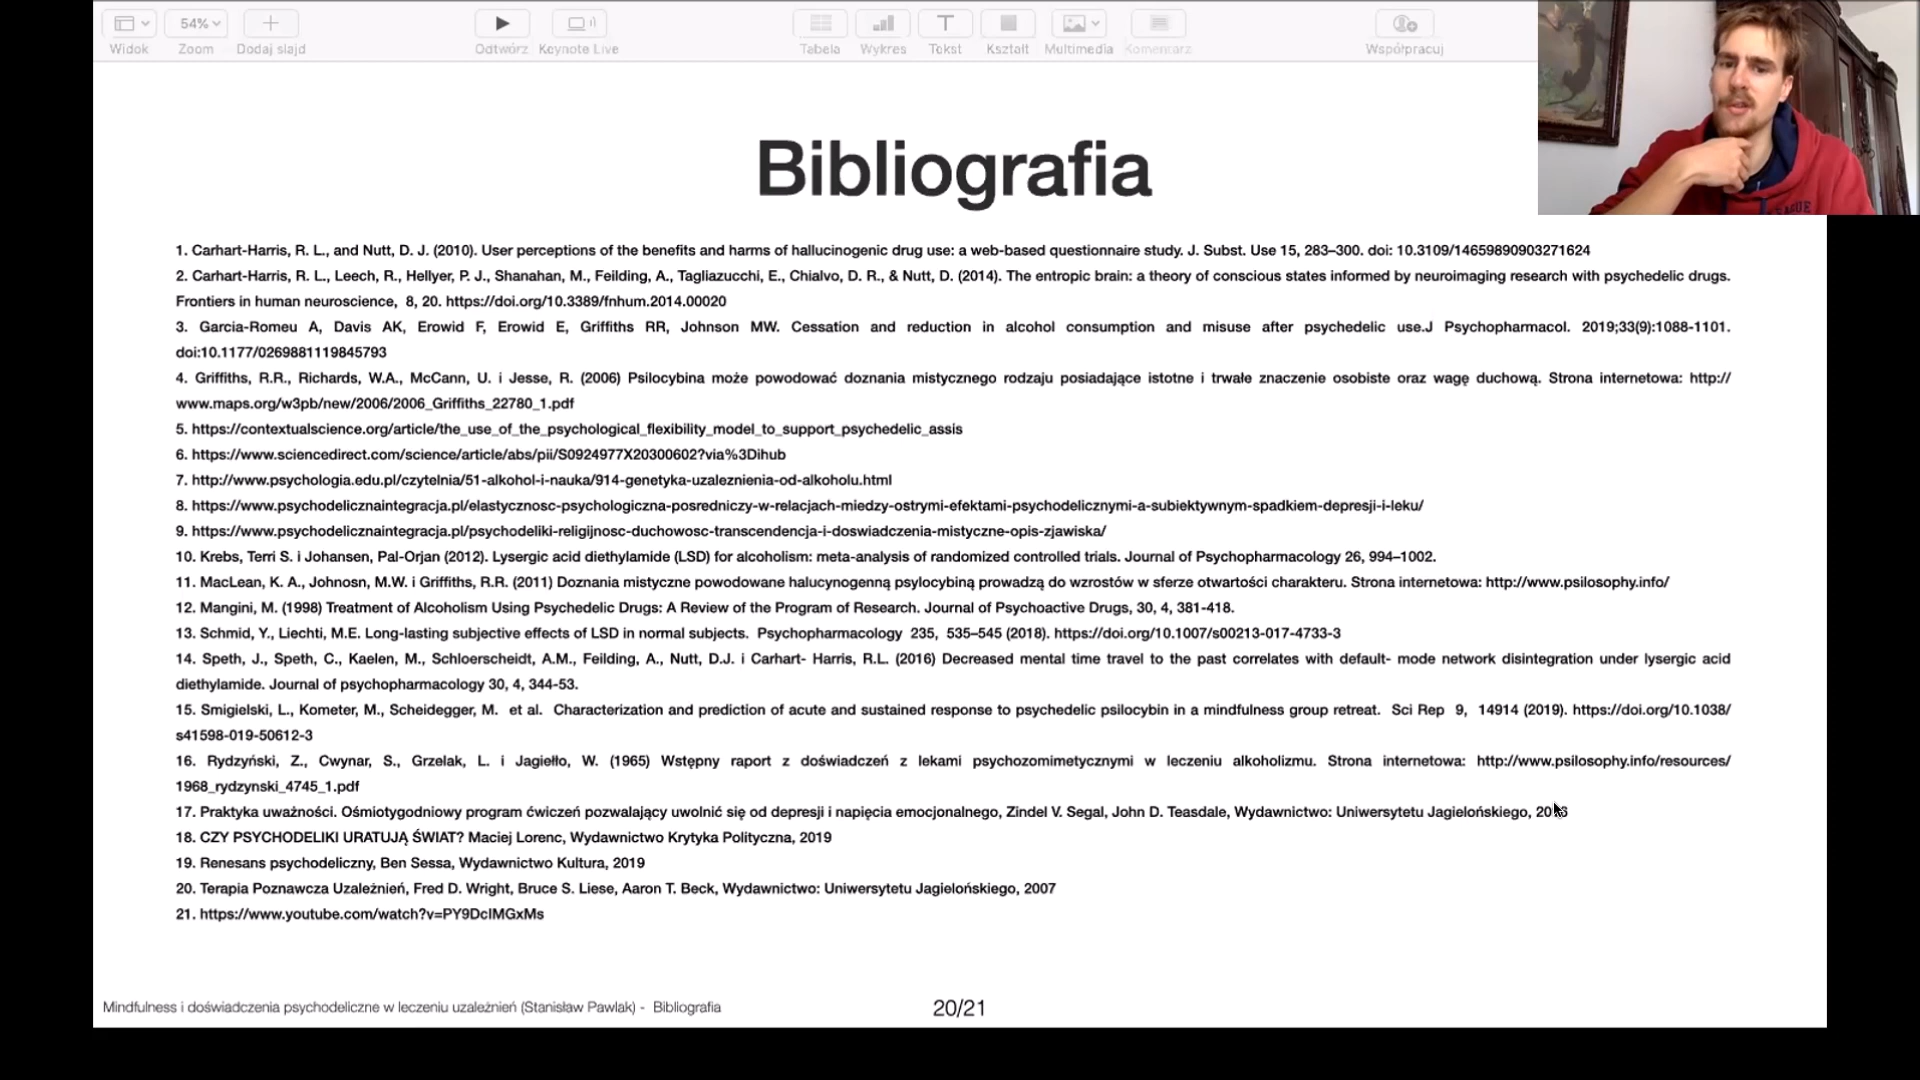 54%
Widok
Zoom
Dodaj slajd
Odtwórz
Keynote Live
Tabela
Wykres
Tekst
Kształt
Multimedia
Komentarz
Współpracuj
Bibliografia
1. Carhart-Harris, R. L., and Nutt, D. J. (2010). User perceptions of the benefits and harms of hallucinogenic drug use: a web-based questionnaire study. J. Subst. Use 15, 283–300. doi: 10.3109/14659890903271624
2. Carhart-Harris, R. L., Leech, R., Hellyer, P. J., Shanahan, M., Feilding, A., Tagliazucchi, E., Chialvo, D. R., & Nutt, D. (2014). The entropic brain: a theory of conscious states informed by neuroimaging research with psychedelic drugs.
Frontiers in human neuroscience, 8, 20. https://doi.org/10.3389/fnhum.2014.00020
3. Garcia-Romeu A, Davis AK, Erowid F, Erowid E, Griffiths RR, Johnson MW. Cessation and reduction in alcohol consumption and misuse after psychedelic use.J Psychopharmacol. 2019;33(9):1088-1101.
doi:10.1177/0269881119845793
4. Griffiths, R.R., Richards, W.A., McCann, U. i Jesse, R. (2006) Psilocybina może powodować doznania mistycznego rodzaju posiadające istotne i trwałe znaczenie osobiste oraz wagę duchową. Strona internetowa: http://
www.maps.org/w3pb/new/2006/2006_Griffiths_22780_1.pdf
5. https://contextualscience.org/article/the_use_of_the_psychological_flexibility_model_to_support_psychedelic_assis
6. https://www.sciencedirect.com/science/article/abs/pii/S0924977X20300602?via%3Dihub
7. http://www.psychologia.edu.pl/czytelnia/51-alkohol-i-nauka/914-genetyka-uzaleznienia-od-alkoholu.html
8. https://www.psychodelicznaintegracja.pl/elastycznosc-psychologiczna-posredniczy-w-relacjach-miedzy-ostrymi-efektami-psychodelicznymi-a-subiektywnym-spadkiem-depresji-i-leku/
9. https://www.psychodelicznaintegracja.pl/psychodeliki-religijnosc-duchowosc-transcendencja-i-doswiadczenia-mistyczne-opis-zjawiska/
10. Krebs, Terri S. i Johansen, Pal-Orjan (2012). Lysergic acid diethylamide (LSD) for alcoholism: meta-analysis of randomized controlled trials. Journal of Psychopharmacology 26, 994–1002.
11. MacLean, K. A., Johnosn, M.W. i Griffiths, R.R. (2011) Doznania mistyczne powodowane halucynogenną psylocybiną prowadzą do wzrostów w sferze otwartości charakteru. Strona internetowa: http://www.psilosophy.info/
12. Mangini, M. (1998) Treatment of Alcoholism Using Psychedelic Drugs: A Review of the Program of Research. Journal of Psychoactive Drugs, 30, 4, 381-418.
13. Schmid, Y., Liechti, M.E. Long-lasting subjective effects of LSD in normal subjects. Psychopharmacology 235, 535–545 (2018). https://doi.org/10.1007/s00213-017-4733-3
14. Speth, J., Speth, C., Kaelen, M., Schloerscheidt, A.M., Feilding, A., Nutt, D.J. i Carhart- Harris, R.L. (2016) Decreased mental time travel to the past correlates with default- mode network disintegration under lysergic acid
diethylamide. Journal of psychopharmacology 30, 4, 344-53.
15. Smigielski, L., Kometer, M., Scheidegger, M. et al. Characterization and prediction of acute and sustained response to psychedelic psilocybin in a mindfulness group retreat. Sci Rep 9, 14914 (2019). https://doi.org/10.1038/
s41598-019-50612-3
16. Rydzyński, Z., Cwynar, S., Grzelak, L. i Jagiełło, W. (1965) Wstępny raport z doświadczeń z lekami psychozomimetycznymi w leczeniu alkoholizmu. Strona internetowa: http://www.psilosophy.info/resources/
1968_rydzynski_4745_1.pdf
17. Praktyka uważności. Ośmiotygodniowy program ćwiczeń pozwalający uwolnić się od depresji i napięcia emocjonalnego, Zindel V. Segal, John D. Teasdale, Wydawnictwo: Uniwersytetu Jagielońskiego,
18. CZY PSYCHODELIKI URATUJĄ ŚWIAT? Maciej Lorenc, Wydawnictwo Krytyka Polityczna, 2019
19. Renesans psychodeliczny, Ben Sessa, Wydawnictwo Kultura, 2019
20. Terapia Poznawcza Uzależnień, Fred D. Wright, Bruce S. Liese, Aaron T. Beck, Wydawnictwo: Uniwersytetu Jagielońskiego, 2007
21. https://www.youtube.com/watch?v=PY9DcIMGxMs
Mindfulness i doświadczenia psychodeliczne w leczeniu uzależnień (Stanisław Pawlak) - Bibliografia
20/21